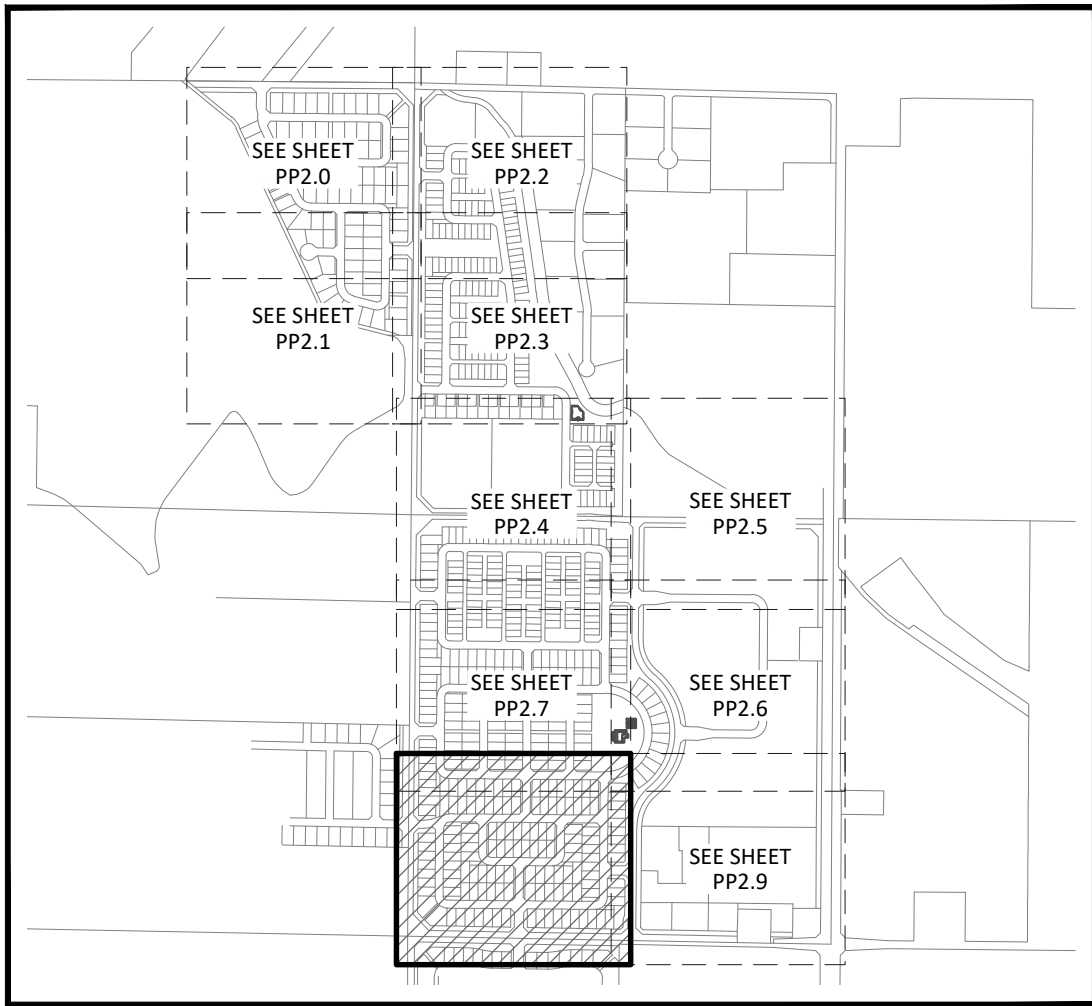 SEE SHEET
PP2.0
SEE SHEET
PP2.2
SEE SHEET
PP2.1
SEE SHEET
PP2.3
SEE SHEET
PP2.4
SEE SHEET
PP2.5
SEE SHEET
PP2.7
SEE SHEET
PP2.6
SEE SHEET
PP2.9